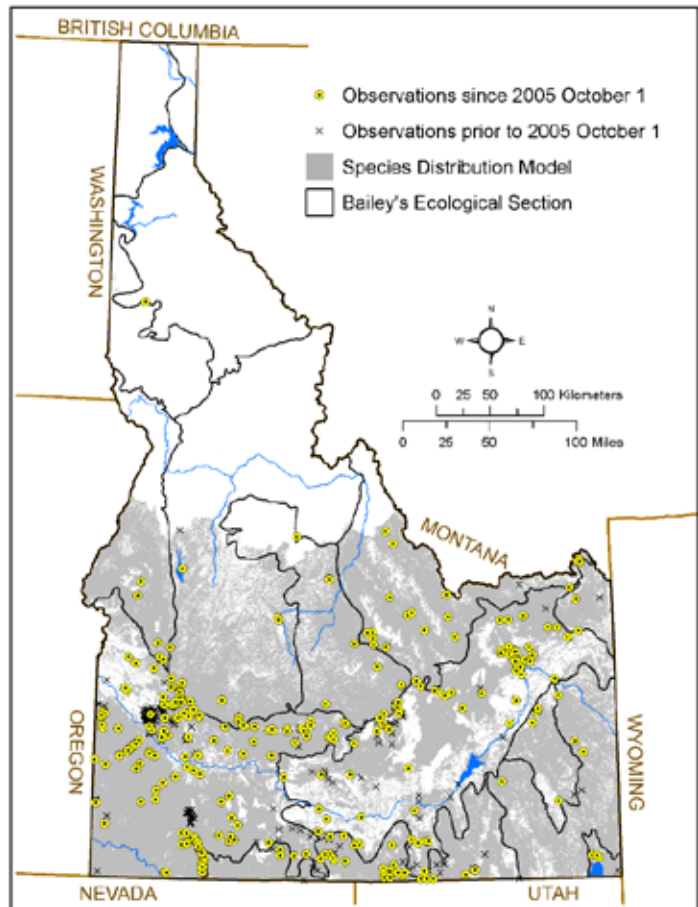 BRITISH COLUMBIA
Observations since 2005 October 1
Observations prior to 2005 October 1
Species Distribution Model
Bailey's Ecological Section
WASHINGTON
N
W E
S
0 25 50 100 Kilometers
0 25 50 100 Miles
MONTANA
OREGON
WYOMING
NEVADA
UTAH